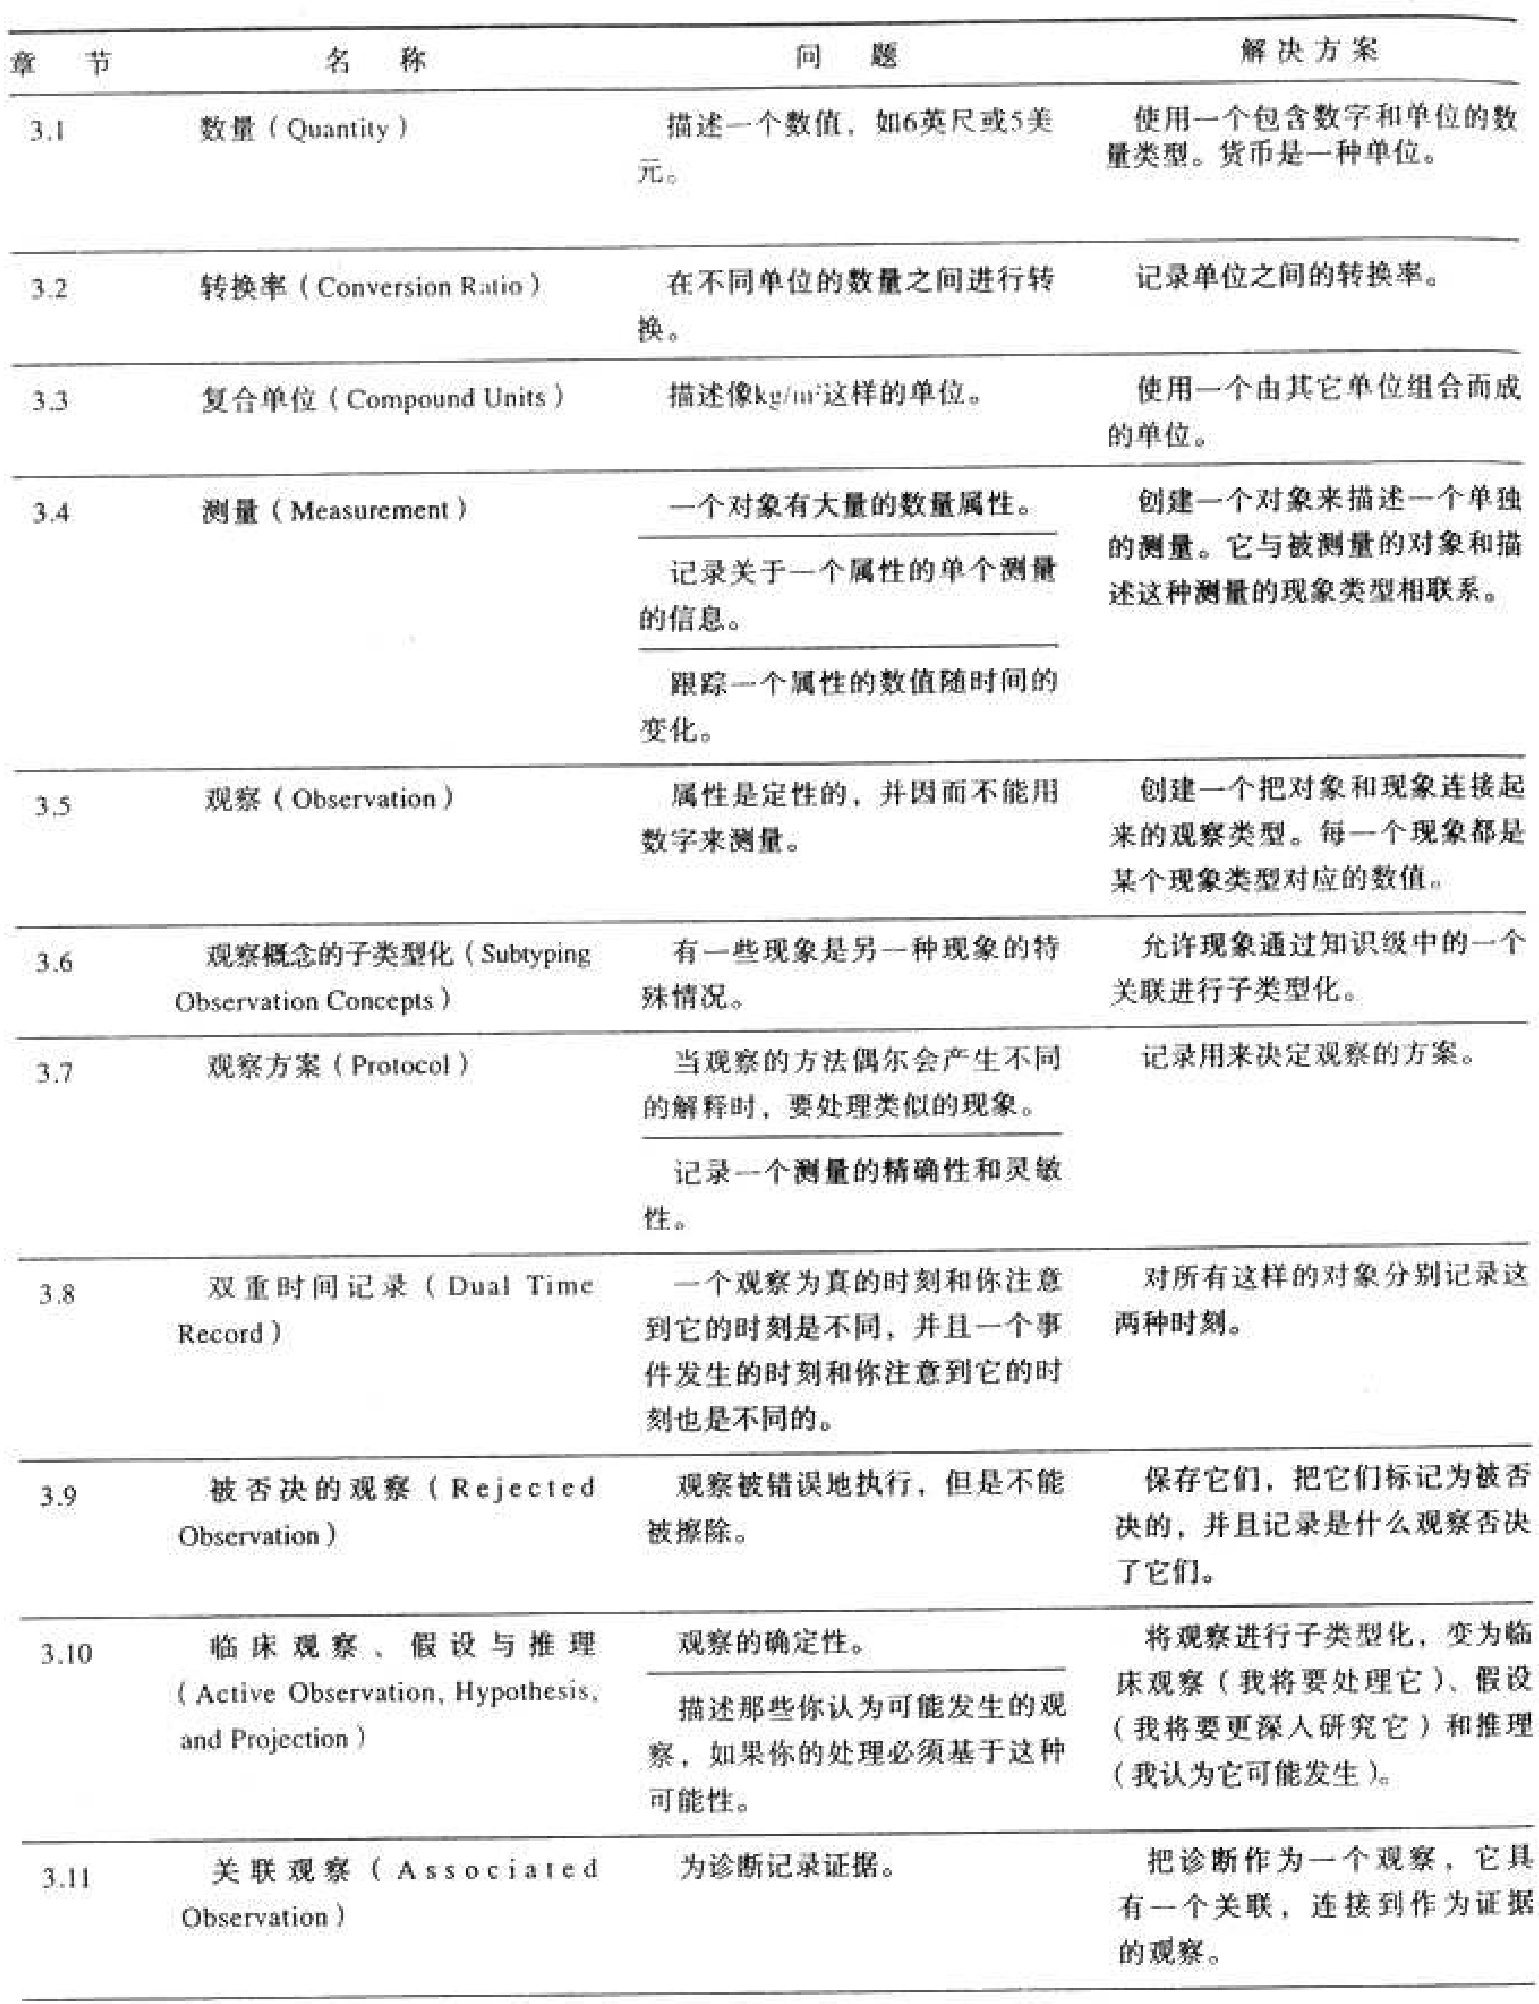 章 节 名 称 问 题 解决方案
3.1 数量（Quantity） 描述一个数值，如6英尺或5美 使用一个包含数字和单位的数
元。 量类型。货币是一种单位。
3.2 转换率（Conversion Ratio） 在不同单位的数量之间进行转 记录单位之间的转换率。
换。
3.3 复合单位（Compound Units） 描述像kg/m²这样的单位。 使用一个由其它单位组合而成
的单位。
3.4 测量（Measurement） 一个对象有大量的数量属性。 创建一个对象来描述一个单独
的测量。它与被测量的对象和描
记录关于一个属性的单个测量 述这种测量的现象类型相联系。
的信息。
跟踪一个属性的数值随时间的
变化。
3.5 观察（Observation） 属性是定性的，并因而不能用 创建一个把对象和现象连接起
数字来测量。 来的观察类型。每一个现象都是
某个现象类型对应的数值。
3.6 观察概念的子类型化（Subtyping 有一些现象是另一种现象的特 允许现象通过知识级中的一个
Observation Concepts） 殊情况。 关联进行子类型化。
3.7 观察方案（Protocol） 当观察的方法偶尔会产生不同 记录用来决定观察的方案。
的解释时，要处理类似的现象。
记录一个测量的精确性和灵敏
性。
3.8 双重时间记录（Dual Time 一个观察为真的时刻和你注意 对所有这样的对象分别记录这
Record） 到它的时刻是不同，并且一个事 两种时刻。
件发生的时刻和你注意到它的时
刻也是不同的。
3.9 被否决的观察（Rejected 观察被错误地执行，但是不能 保存它们，把它们标记为被否
Observation） 被擦除。 决的，并且记录是什么观察否决
了它们。
3.10 临床观察、假设与推理 观察的确定性。 将观察进行子类型化，变为临
（Active Observation, Hypothesis, 描述那些你认为可能发生的观 床观察（我将要处理它）、假设
and Projection） 察，如果你的处理必须基于这种 （我将要更深入研究它）和推理
可能性。 （我认为它可能发生）。
3.11 关联观察（Associated 为诊断记录证据。 把诊断作为一个观察，它具
Observation） 有一个关联，连接到作为证据
的观察。